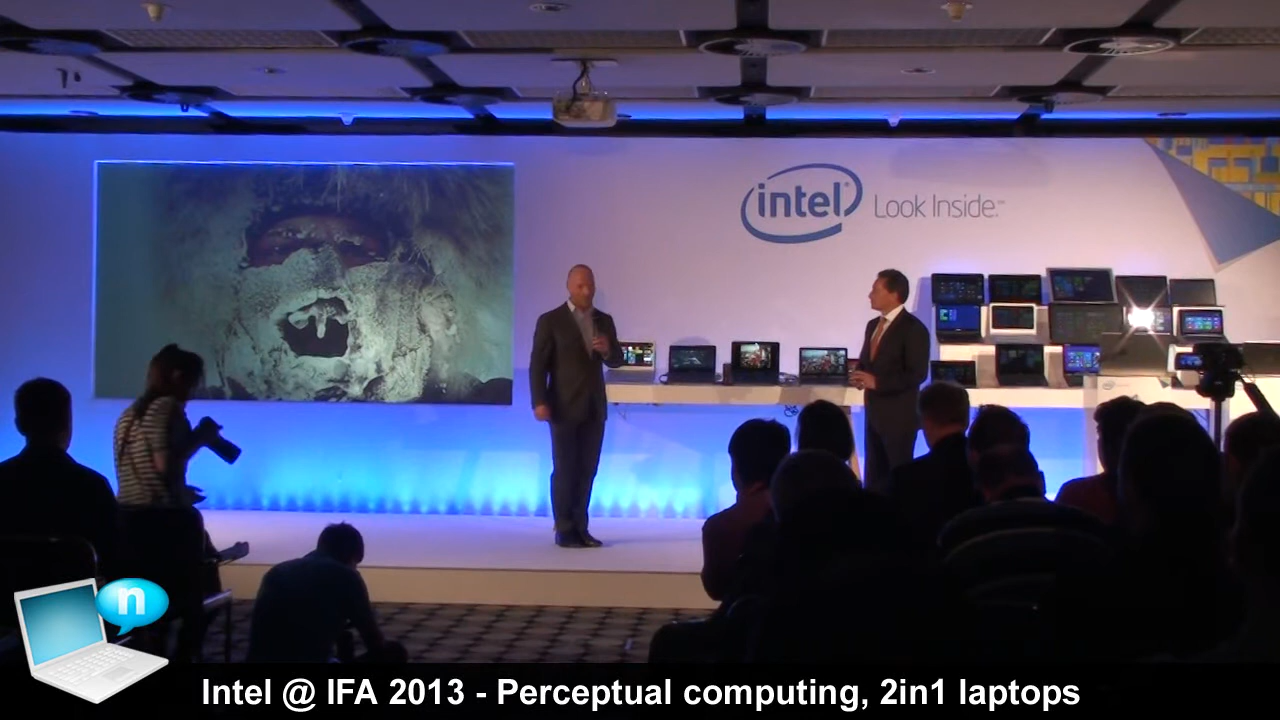 intel Look Inside.
n
Intel @ IFA 2013 - Perceptual computing, 2in1 laptops